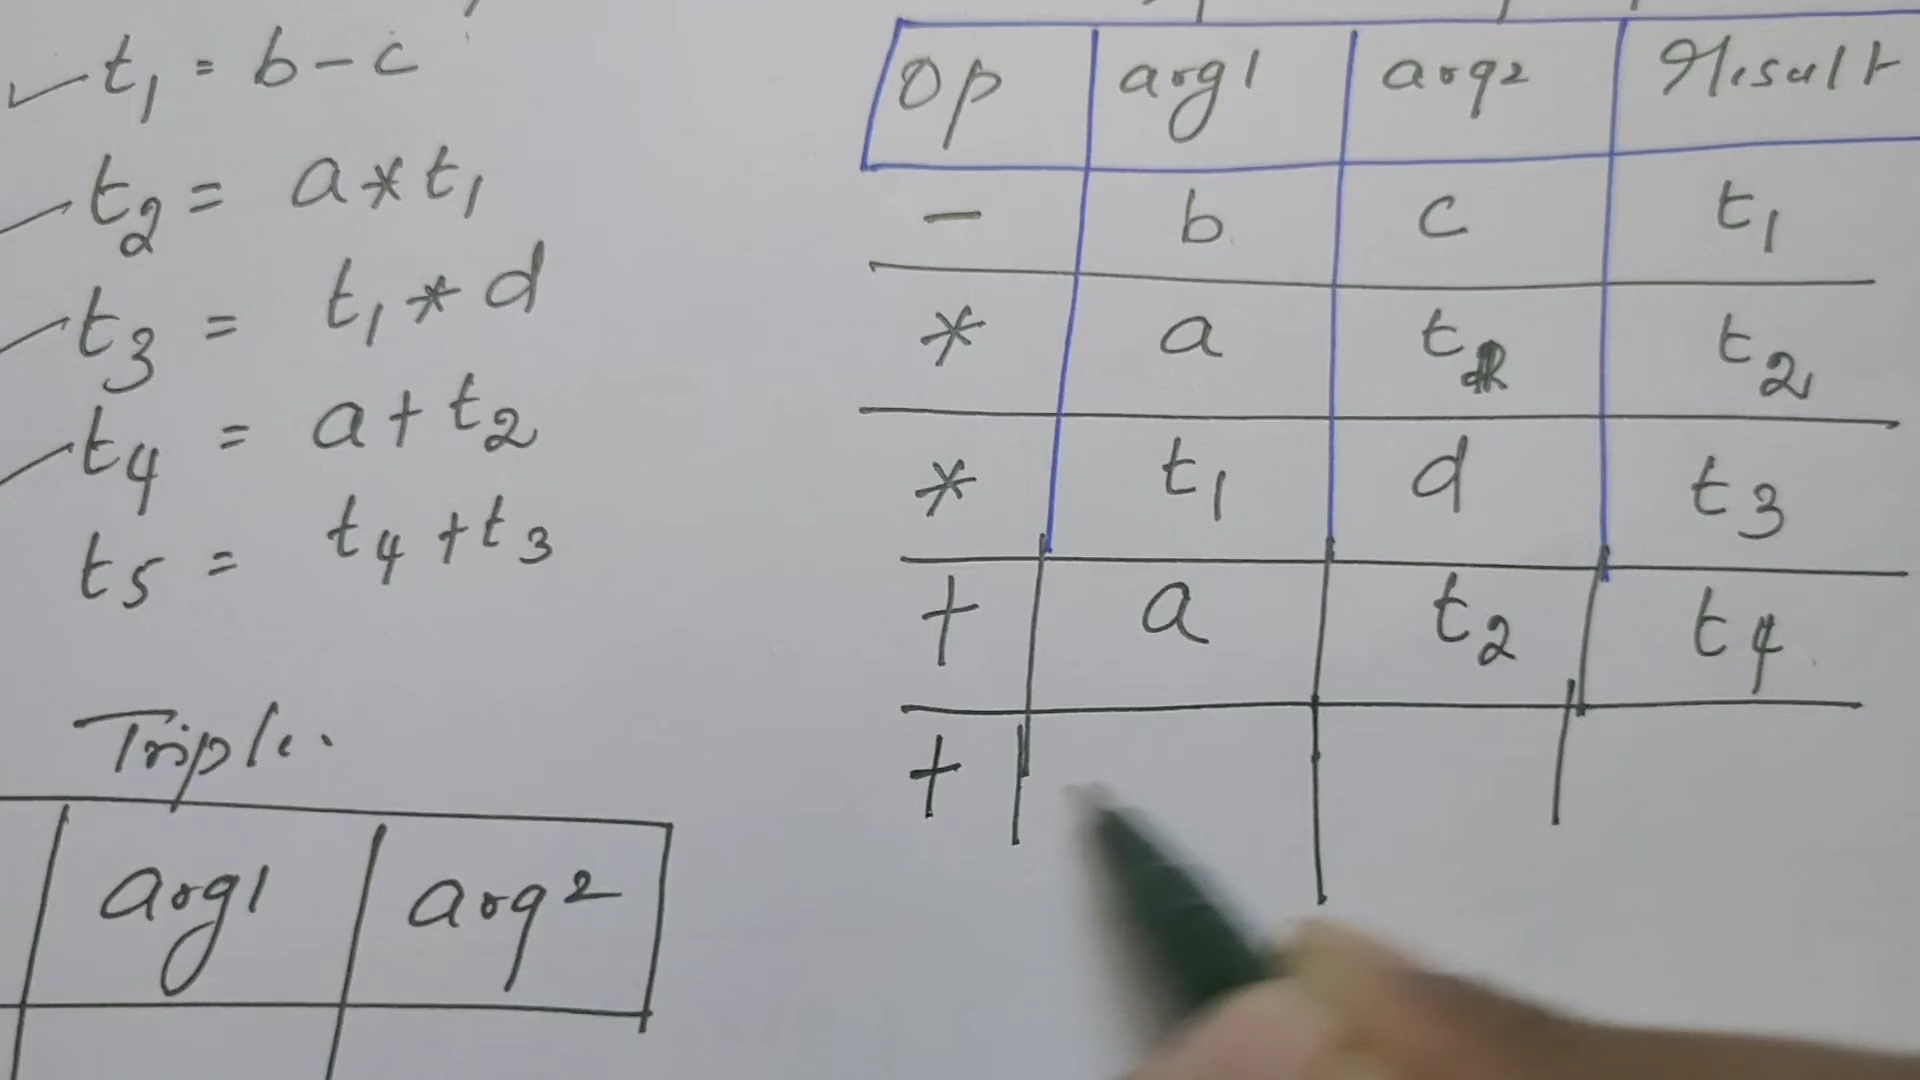 t1 = b - c
t2 = a * t1
t3 = t1 * d
t4 = a + t2
t5 = t4 + t3
Triple.
arg1 arg2
Op arg1 arg2 Result
- b c t1
* a t t2
* t1 d t3
+ a t2 t4
+